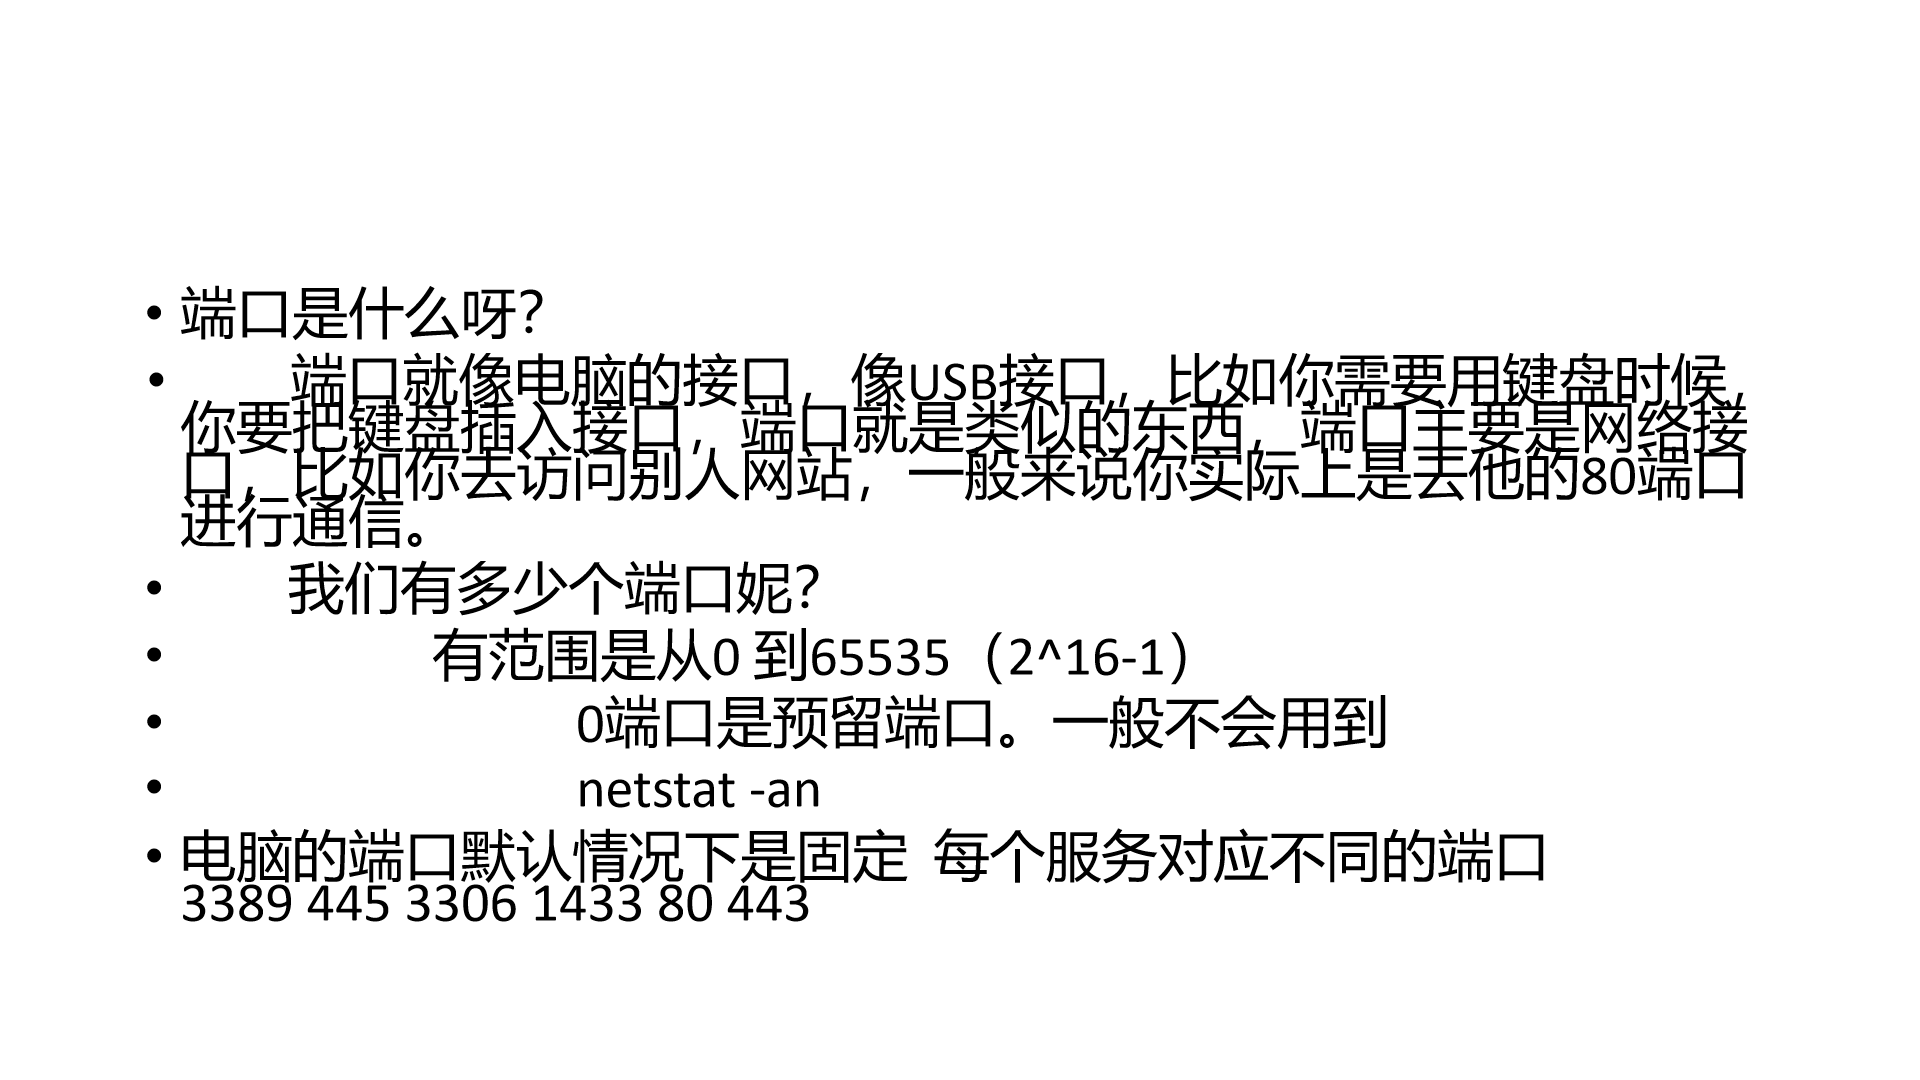 • 端口是什么呀？
• 端口就像电脑的接口，像USB接口，比如你需要用键盘时候，
你要把键盘插入接口，端口就是类似的东西，端口主要是网络接
口，比如你去访问别人网站，一般来说你实际上是去他的80端口
进行通信。
• 我们有多少个端口妮？
• 有范围是从0 到65535（2^16-1）
• 0端口是预留端口。一般不会用到
• netstat -an
• 电脑的端口默认情况下是固定 每个服务对应不同的端口
3389 445 3306 1433 80 443